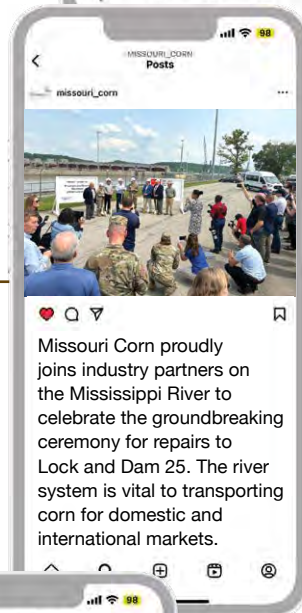 98
MISSOURI_CORN
Posts
missouri_corn
Missouri Corn proudly
joins industry partners on
the Mississippi River to
celebrate the groundbreaking
ceremony for repairs to
Lock and Dam 25. The river
system is vital to transporting
corn for domestic and
international markets.
98